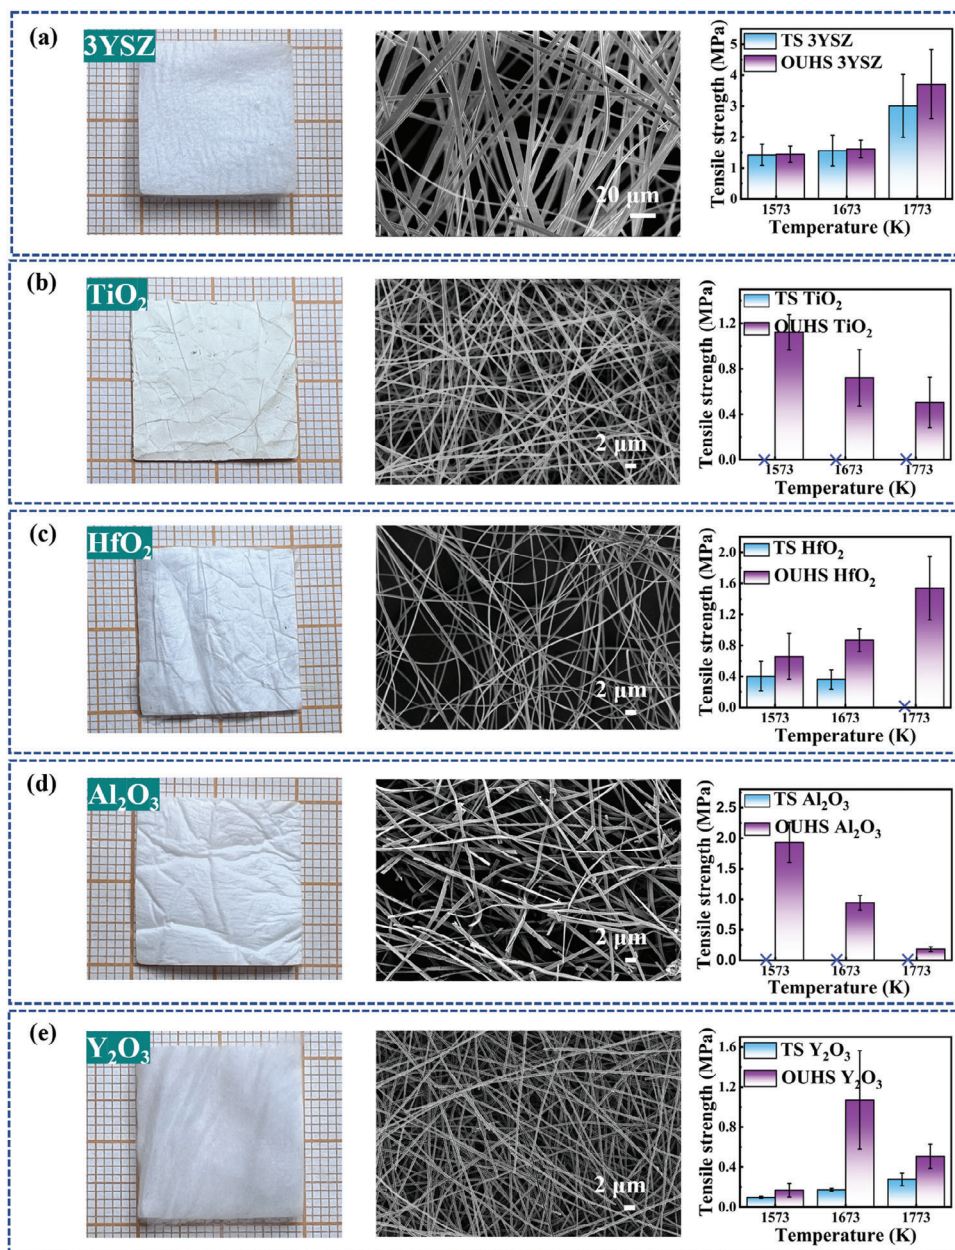 (a)
3YSZ
20 μm
Tensile strength (MPa)
5
4
3
2
1
0
TS 3YSZ
OUHS 3YSZ
1573 1673 1773
Temperature (K)
(b)
TiO₂
2 μm
Tensile strength (MPa)
1.2
0.8
0.4
0.0
TS TiO₂
OUHS TiO₂
1573 1673 1773
Temperature (K)
(c)
HfO₂
2 μm
Tensile strength (MPa)
2.0
1.6
1.2
0.8
0.4
0.0
TS HfO₂
OUHS HfO₂
1573 1673 1773
Temperature (K)
(d)
Al₂O₃
2 μm
Tensile strength (MPa)
2.5
2.0
1.5
1.0
0.5
0.0
TS Al₂O₃
OUHS Al₂O₃
1573 1673 1773
Temperature (K)
(e)
Y₂O₃
2 μm
Tensile strength (MPa)
1.6
1.2
0.8
0.4
0.0
TS Y₂O₃
OUHS Y₂O₃
1573 1673 1773
Temperature (K)